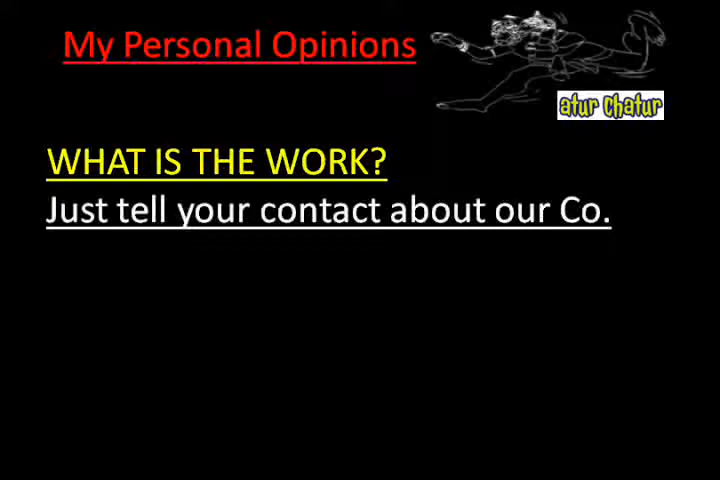 My Personal Opinions
atur Chatur
WHAT IS THE WORK?
Just tell your contact about our Co.